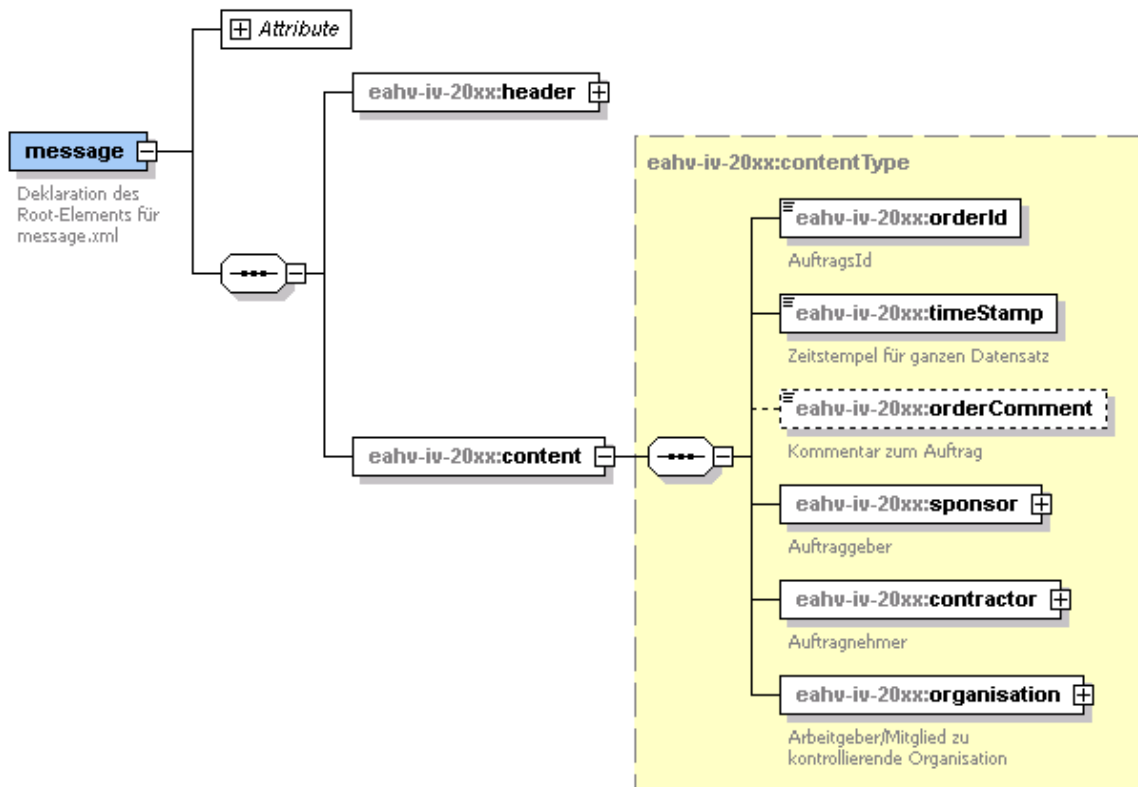 Attribute
eahv-iv-20xx:header
message
Deklaration des
Root-Elements für
message.xml
eahv-iv-20xx:content
eahv-iv-20xx:contentType
eahv-iv-20xx:orderId
AuftragsId
eahv-iv-20xx:timeStamp
Zeitstempel für ganzen Datensatz
eahv-iv-20xx:orderComment
Kommentar zum Auftrag
eahv-iv-20xx:sponsor
Auftraggeber
eahv-iv-20xx:contractor
Auftragnehmer
eahv-iv-20xx:organisation
Arbeitgeber/Mitglied zu
kontrollierende Organisation